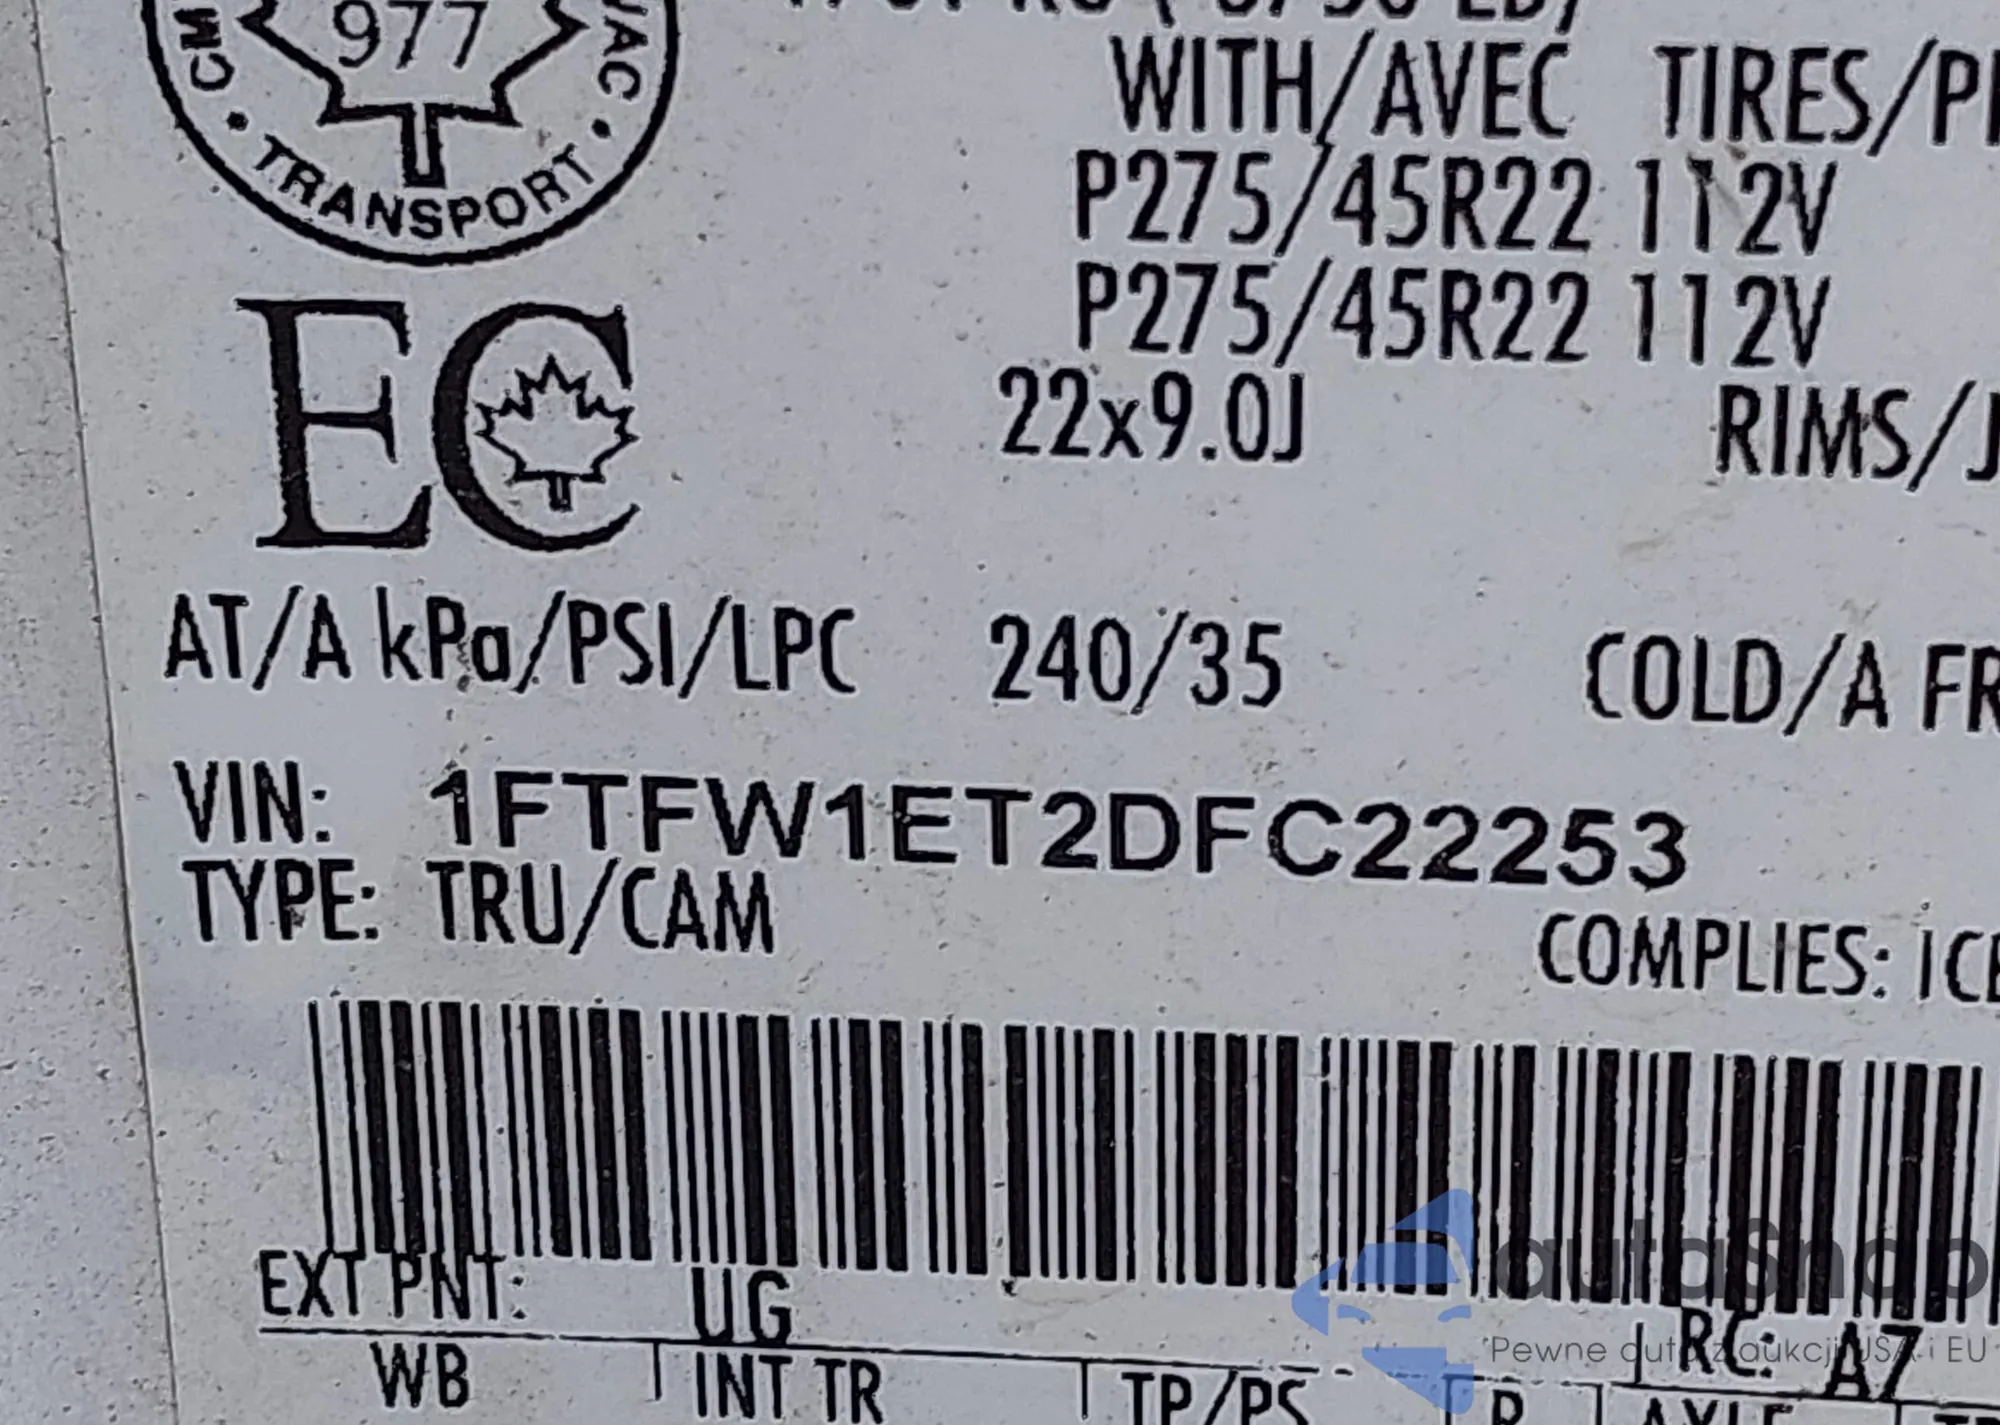 977
TRANSPORT
WITH/AVEC TIRES/
P275/45R22 112V
P275/45R22 112V
22x9.0J RIMS/
EC
AT/A kPa/PSI/LPC 240/35 COLD/A
VIN: 1FTFW1ET2DFC22253
TYPE: TRU/CAM
COMPLIES:
EXT PNT: UG RC: A7
WB INT TR TP/PS R AXLE
autaSnap
Pewne auta z aukcji USA i EU